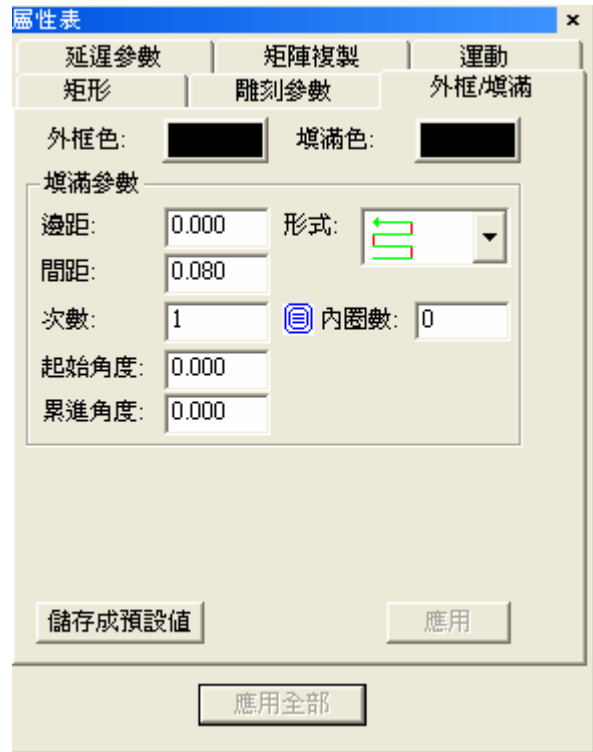 屬性表
延遲參數 矩陣複製 運動
矩形 雕刻參數 外框/填滿
外框色: 填滿色:
填滿參數
邊距: 0.000 形式:
間距: 0.080
次數: 1 內圈數: 0
起始角度: 0.000
累進角度: 0.000
儲存成預設值 應用
應用全部